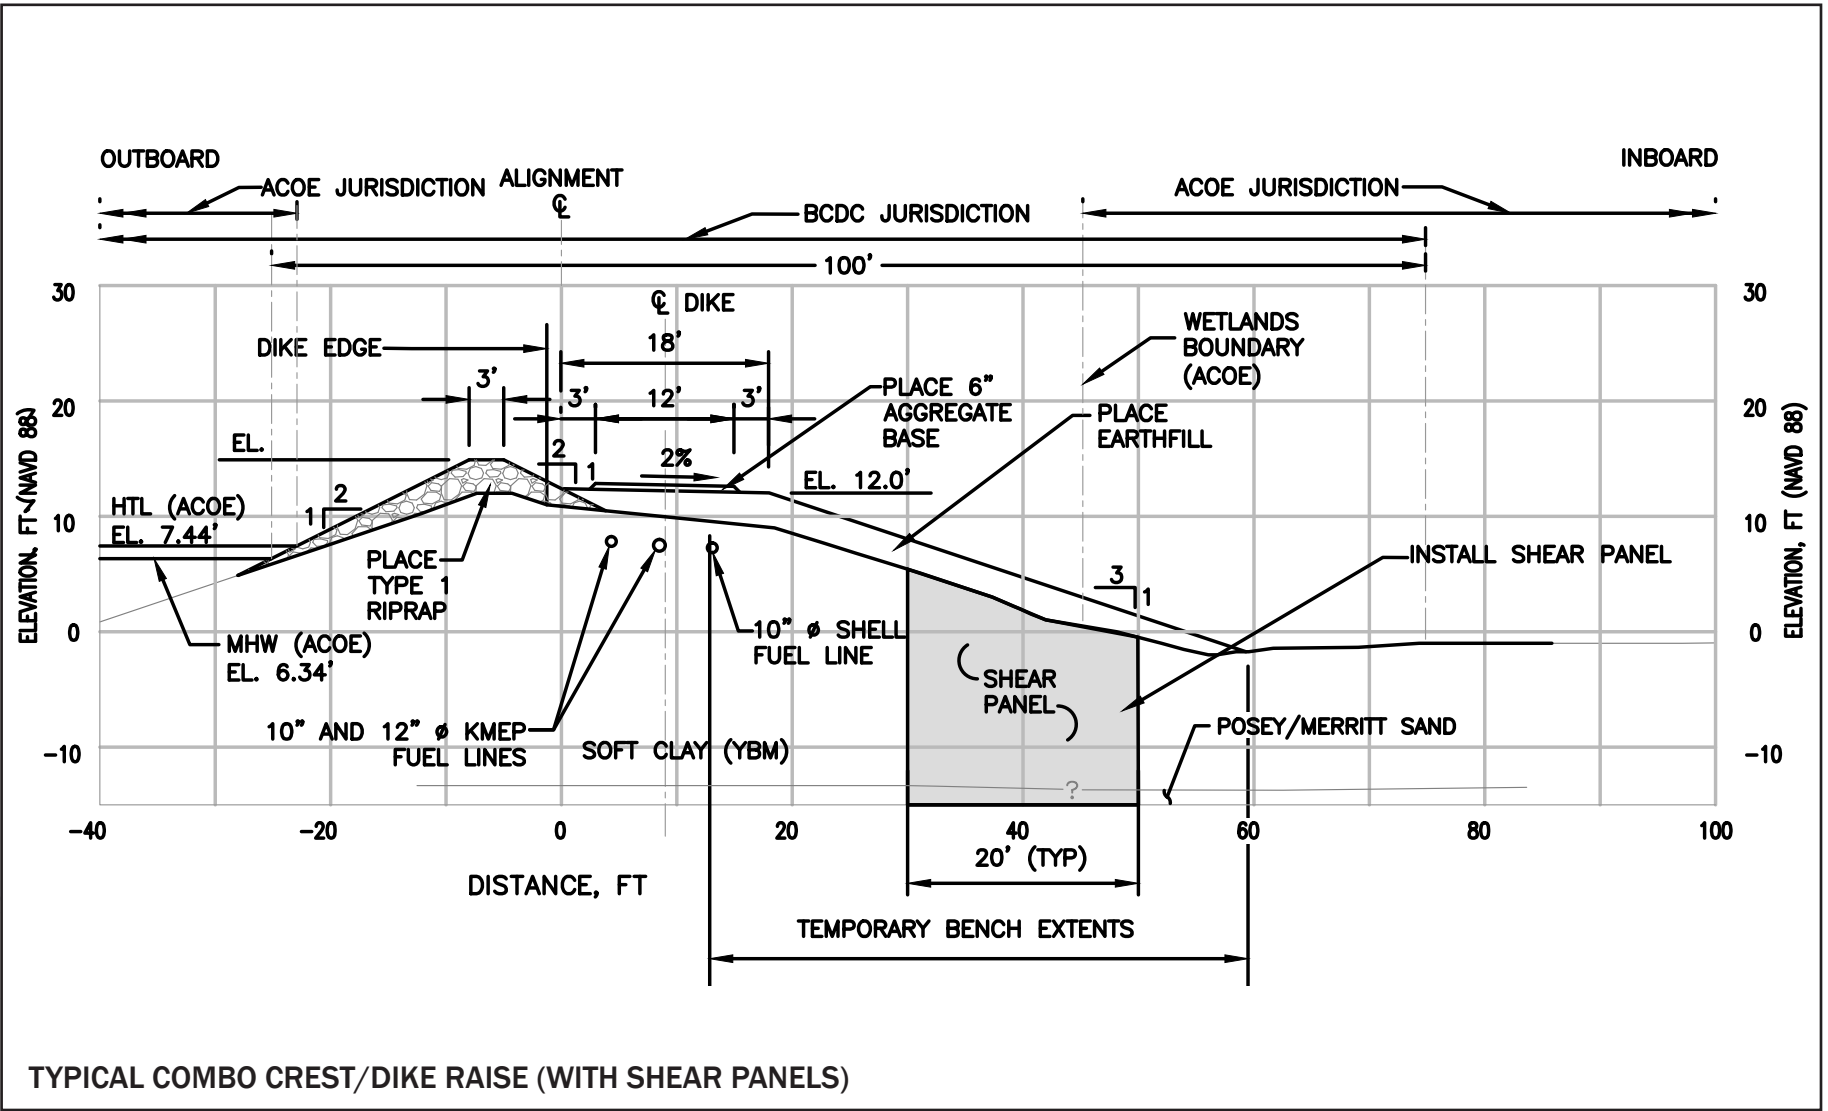 OUTBOARD
INBOARD
ACOE JURISDICTION
ALIGNMENT
℄
ACOE JURISDICTION
BCDC JURISDICTION
100'
30
30
℄ DIKE
DIKE EDGE
18'
WETLANDS
BOUNDARY
(ACOE)
3'
3'
12'
3'
PLACE 6"
AGGREGATE
BASE
PLACE
EARTHFILL
20
20
EL.
2
1
2%
EL. 12.0'
HTL (ACOE)
EL. 7.44'
2
1
10
10
PLACE
TYPE 1
RIPRAP
INSTALL SHEAR PANEL
3
1
ELEVATION, FT (NAVD 88)
ELEVATION, FT (NAVD 88)
0
0
MHW (ACOE)
EL. 6.34'
10" ø SHELL
FUEL LINE
SHEAR
PANEL
10" AND 12" ø KMEP
FUEL LINES
SOFT CLAY (YBM)
POSEY/MERRITT SAND
-10
-10
?
-40
-20
0
20
40
60
80
100
20' (TYP)
DISTANCE, FT
TEMPORARY BENCH EXTENTS
TYPICAL COMBO CREST/DIKE RAISE (WITH SHEAR PANELS)